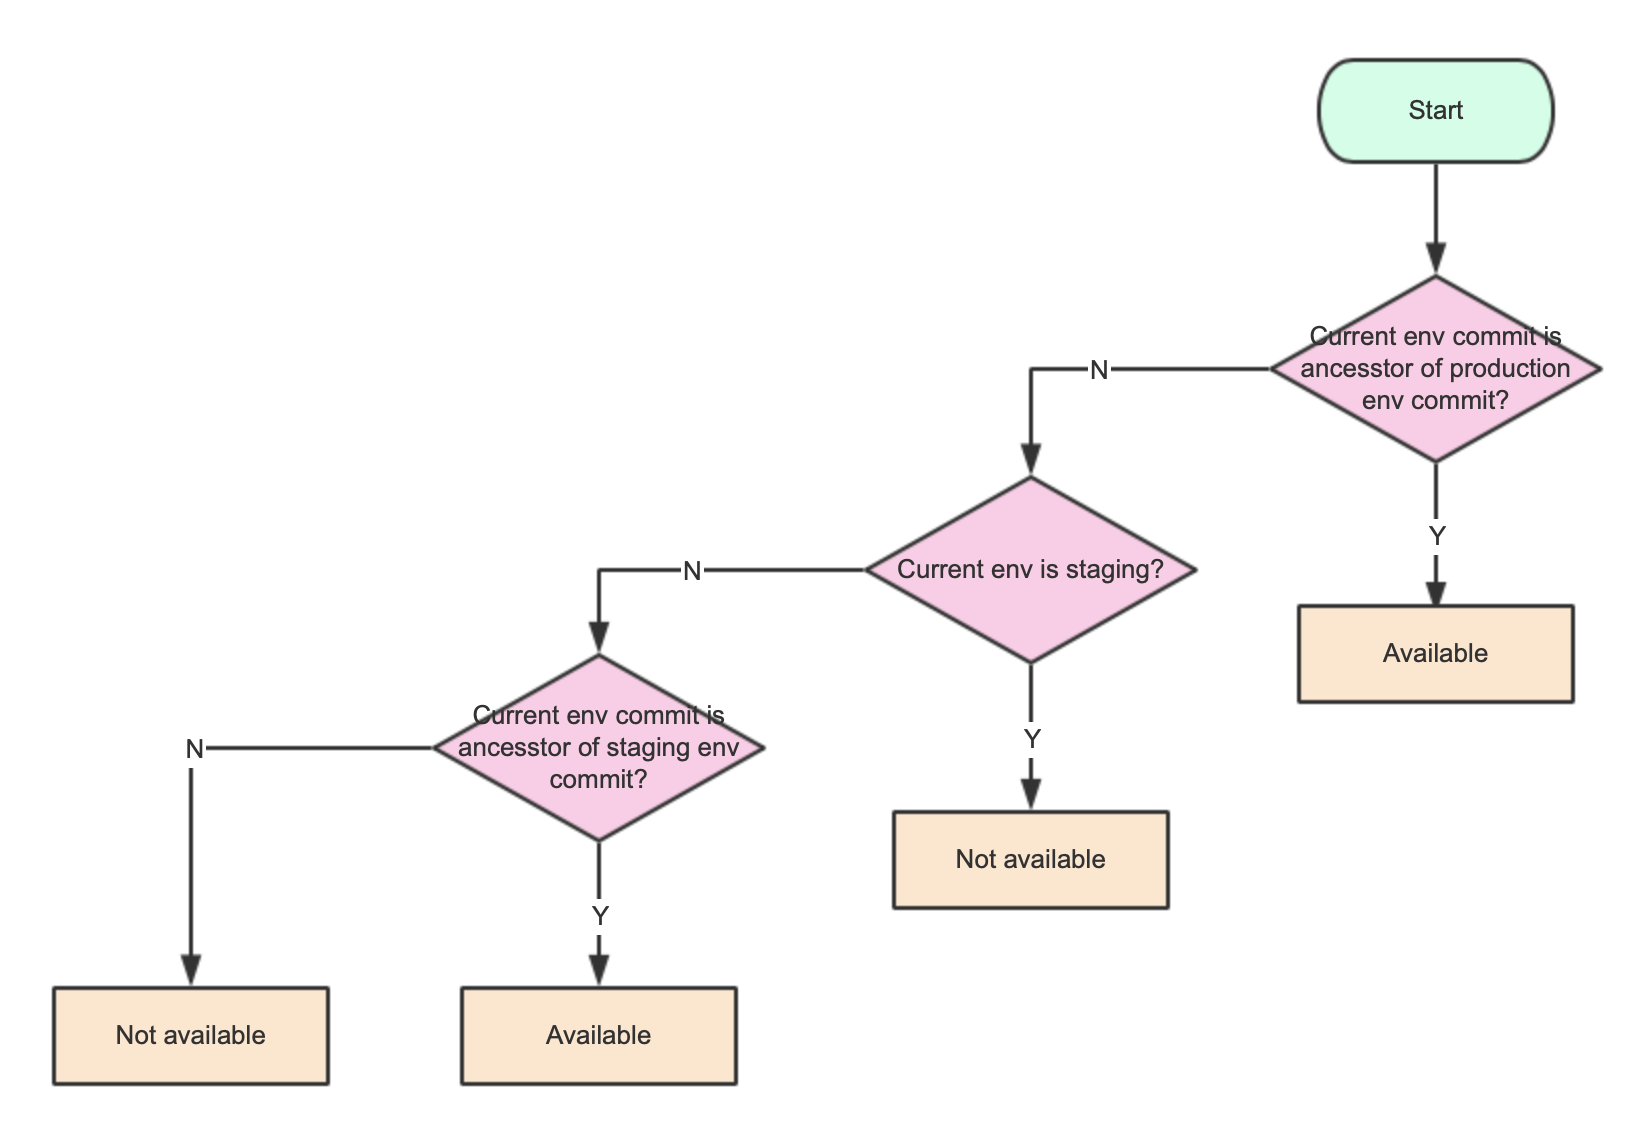 Start
Current env commit is
ancesstor of production
env commit?
N
Y
Current env is staging?
Available
N
Y
Current env commit is
ancesstor of staging env
commit?
N
Not available
Y
Not available
Available